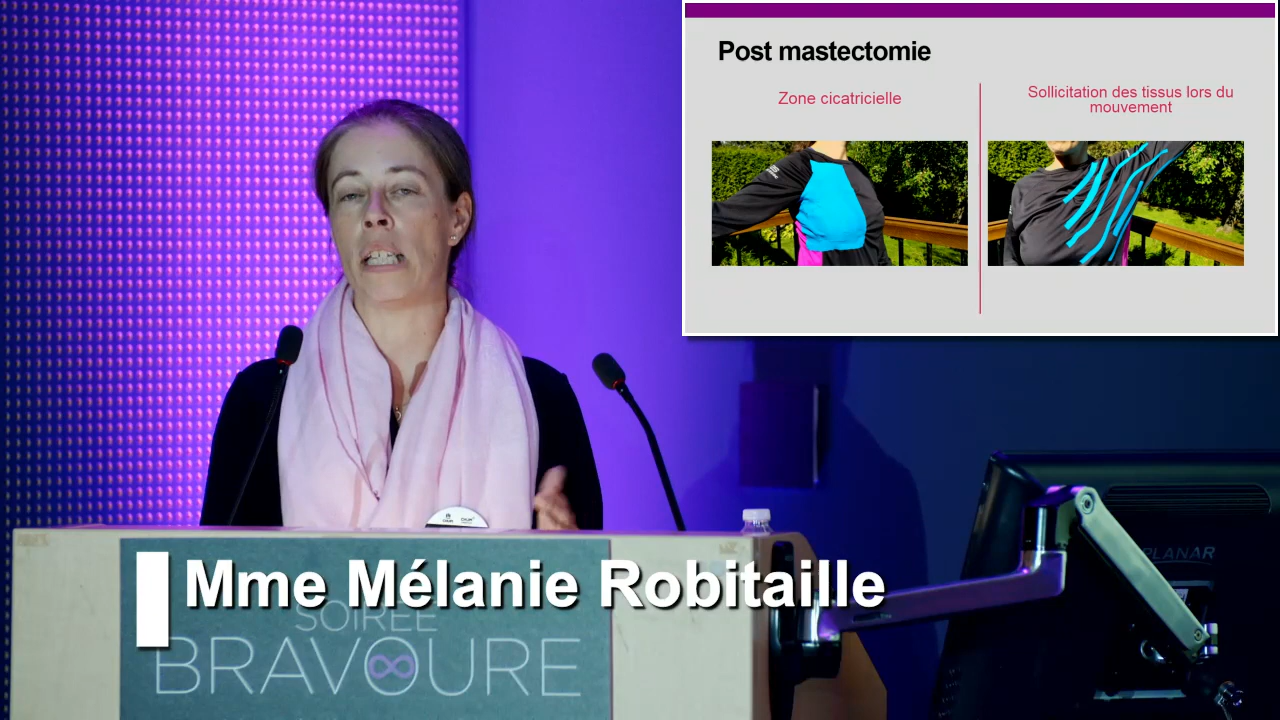 Post mastectomie
Zone cicatricielle
Sollicitation des tissus lors du
mouvement
PLANAR
Mme Mélanie Robitaille
SOIRÉE
BRAVOURE